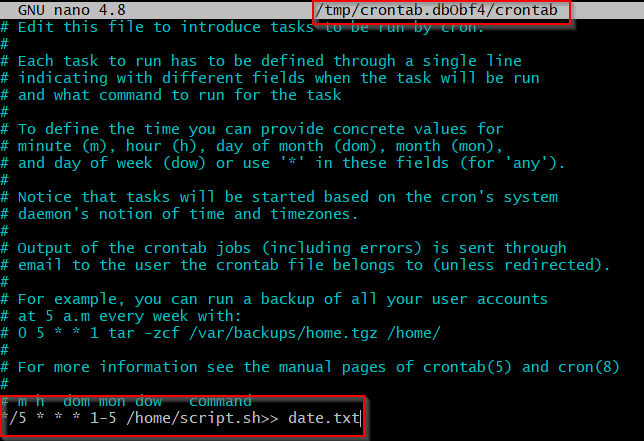 GNU nano 4.8 /tmp/crontab.dbObf4/crontab
# Edit this file to introduce tasks to be run by cron.
#
# Each task to run has to be defined through a single line
# indicating with different fields when the task will be run
# and what command to run for the task
#
# To define the time you can provide concrete values for
# minute (m), hour (h), day of month (dom), month (mon),
# and day of week (dow) or use '*' in these fields (for 'any').
#
# Notice that tasks will be started based on the cron's system
# daemon's notion of time and timezones.
#
# Output of the crontab jobs (including errors) is sent through
# email to the user the crontab file belongs to (unless redirected).
#
# For example, you can run a backup of all your user accounts
# at 5 a.m every week with:
# 0 5 * * 1 tar -zcf /var/backups/home.tgz /home/
#
# For more information see the manual pages of crontab(5) and cron(8)
#
# m h dom mon dow command
*/5 * * * 1-5 /home/script.sh>> date.txt